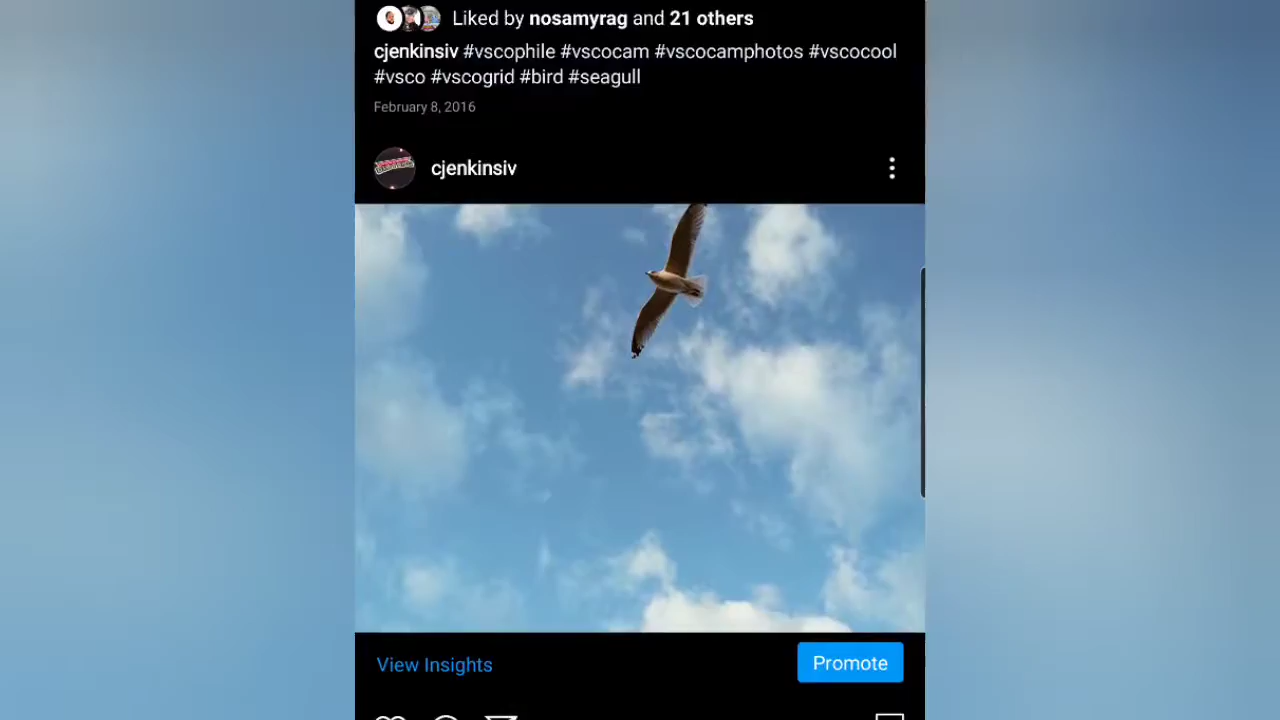 Liked by nosamyrag and 21 others
cjenkinsiv #vscophile #vscocam #vscocamphotos #vscocool
#vsco #vscogrid #bird #seagull
February 8, 2016
cjenkinsiv
View Insights
Promote